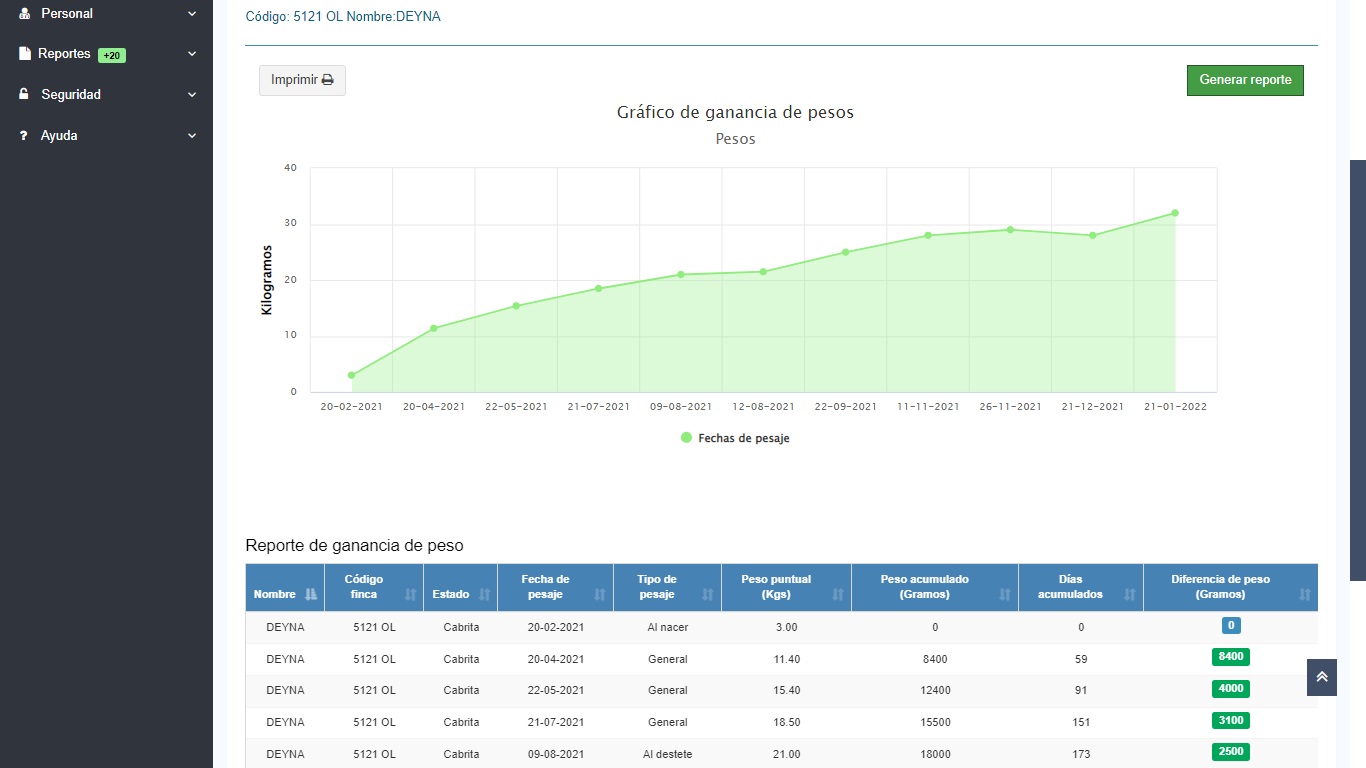 Personal
Reportes +20
Seguridad
? Ayuda
Código: 5121 OL Nombre:DEYNA
Imprimir
Generar reporte
Gráfico de ganancia de pesos
Pesos
Kilogramos
40
30
20
10
0
20-02-2021 20-04-2021 22-05-2021 21-07-2021 09-08-2021 12-08-2021 22-09-2021 11-11-2021 26-11-2021 21-12-2021 21-01-2022
Fechas de pesaje
Reporte de ganancia de peso
Nombre Código finca Estado Fecha de pesaje Tipo de pesaje Peso puntual (Kgs) Peso acumulado (Gramos) Días acumulados Diferencia de peso (Gramos)
DEYNA 5121 OL Cabrita 20-02-2021 Al nacer 3.00 0 0 0
DEYNA 5121 OL Cabrita 20-04-2021 General 11.40 8400 59 8400
DEYNA 5121 OL Cabrita 22-05-2021 General 15.40 12400 91 4000
DEYNA 5121 OL Cabrita 21-07-2021 General 18.50 15500 151 3100
DEYNA 5121 OL Cabrita 09-08-2021 Al destete 21.00 18000 173 2500